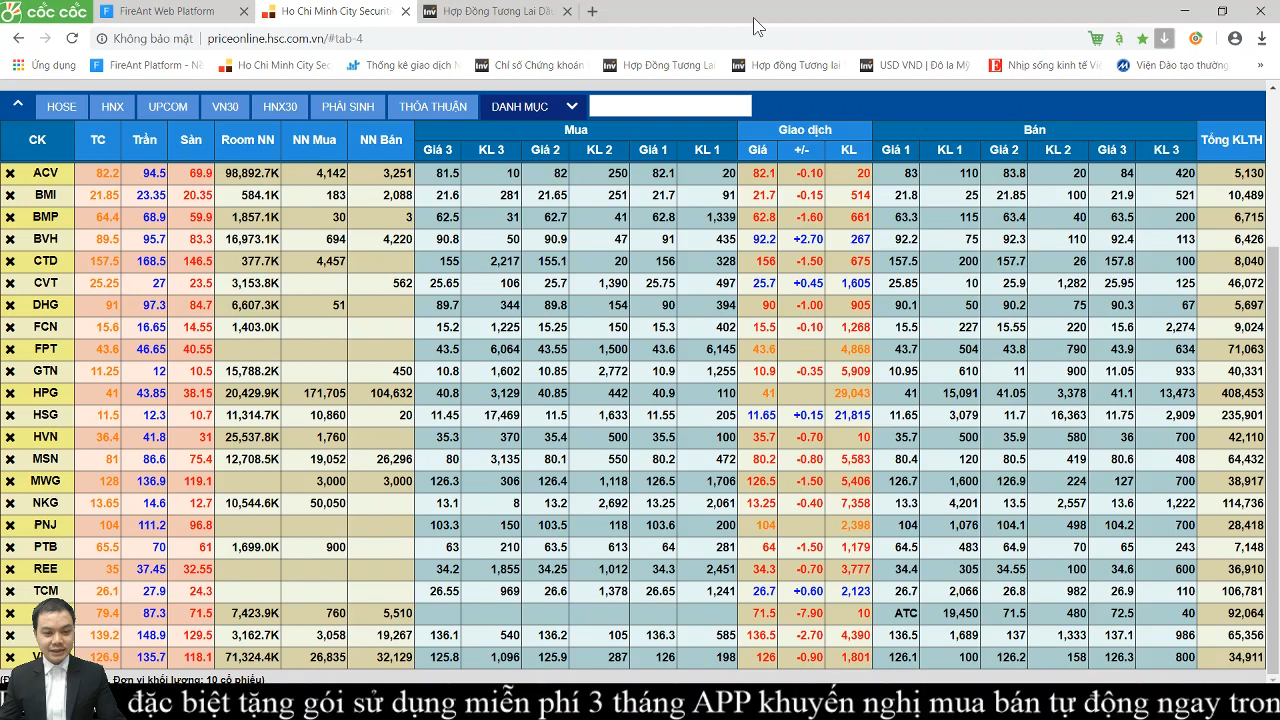 cốc cốc FireAnt Web Platform Ho Chi Minh City Securiti Hợp Đồng Tương Lai Dầu
Không bảo mật priceonline.hsc.com.vn/#tab-4
Ứng dụng FireAnt Platform - N Ho Chi Minh City Sec Thống kê giao dịch Chỉ số Chứng khoán Hợp Đồng Tương La Hợp đồng Tương lai USD VND | Đô la Mỹ Nhịp sống kinh tế Vi Viện Đào tạo thường »
HOSE HNX UPCOM VN30 HNX30 PHÁI SINH THỎA THUẬN DANH MỤC
CK TC Trần Sàn Room NN NN Mua NN Bán Mua Giao dịch Bán Tổng KLTH
Giá 3 KL 3 Giá 2 KL 2 Giá 1 KL 1 Giá +/- KL Giá 1 KL 1 Giá 2 KL 2 Giá 3 KL 3
ACV 82.2 94.5 69.9 98,892.7K 4,142 3,251 81.5 10 82 250 82.1 20 82.1 -0.10 20 83 110 83.8 20 84 420 5,130
BMI 21.85 23.35 20.35 584.1K 183 2,088 21.6 281 21.65 251 21.7 91 21.7 -0.15 514 21.8 25 21.85 100 21.9 521 10,489
BMP 64.4 68.9 59.9 1,857.1K 30 3 62.5 31 62.7 41 62.8 1,339 62.8 -1.60 661 63.3 115 63.4 40 63.5 200 6,715
BVH 89.5 95.7 83.3 16,973.1K 694 4,220 90.8 50 90.9 47 91 435 92.2 +2.70 267 92.2 75 92.3 110 92.4 113 6,426
CTD 157.5 168.5 146.5 377.7K 4,457 155 2,217 155.1 20 156 328 156 -1.50 675 157.5 200 157.7 26 157.8 100 8,040
CVT 25.25 27 23.5 3,153.8K 562 25.65 106 25.7 1,390 25.75 497 25.7 +0.45 1,605 25.85 10 25.9 1,282 25.95 125 46,072
DHG 91 97.3 84.7 6,607.3K 51 89.7 344 89.8 154 90 394 90 -1.00 905 90.1 50 90.2 75 90.3 67 5,697
FCN 15.6 16.65 14.55 1,403.0K 15.2 1,225 15.25 150 15.3 402 15.5 -0.10 1,268 15.5 227 15.55 220 15.6 2,274 9,024
FPT 43.6 46.65 40.55 43.5 6,064 43.55 1,500 43.6 6,145 43.6 4,868 43.7 504 43.8 790 43.9 634 71,063
GTN 11.25 12 10.5 15,788.2K 450 10.8 1,602 10.85 2,772 10.9 1,255 10.9 -0.35 5,909 10.95 610 11 900 11.05 933 40,331
HPG 41 43.85 38.15 20,429.9K 171,705 104,632 40.8 3,129 40.85 442 40.9 110 41 29,043 41 15,091 41.05 3,378 41.1 13,473 408,453
HSG 11.5 12.3 10.7 11,314.7K 10,860 20 11.45 17,469 11.5 1,633 11.55 205 11.65 +0.15 21,815 11.65 3,079 11.7 16,363 11.75 2,909 235,901
HVN 36.4 41.8 31 25,537.8K 1,760 35.3 370 35.4 500 35.5 100 35.7 -0.70 10 35.7 500 35.9 580 36 700 42,110
MSN 81 86.6 75.4 12,708.5K 19,052 26,296 80 3,135 80.1 550 80.2 472 80.2 -0.80 5,583 80.4 120 80.5 419 80.6 408 64,432
MWG 128 136.9 119.1 3,000 3,000 126.3 306 126.4 1,118 126.5 1,706 126.5 -1.50 5,406 126.7 1,600 126.9 224 127 700 38,917
NKG 13.65 14.6 12.7 10,544.6K 50,050 13.1 8 13.2 2,692 13.25 2,061 13.25 -0.40 7,358 13.3 4,201 13.5 2,557 13.6 1,222 114,736
PNJ 104 111.2 96.8 103.3 150 103.5 118 103.6 200 104 2,398 104 1,076 104.1 498 104.2 700 28,418
PTB 65.5 70 61 1,699.0K 900 63 210 63.5 613 64 281 64 -1.50 1,179 64.5 483 64.9 70 65 243 7,148
REE 35 37.45 32.55 34.2 1,855 34.25 1,012 34.3 2,451 34.3 -0.70 3,777 34.4 305 34.55 100 34.6 600 36,910
TCM 26.1 27.9 24.3 26.55 969 26.6 1,378 26.65 1,241 26.7 +0.60 2,123 26.7 2,066 26.8 982 26.9 110 106,781
79.4 87.3 71.5 7,423.9K 760 5,510 71.5 -7.90 10 ATC 19,450 71.5 480 72.5 40 92,064
139.2 148.9 129.5 3,162.7K 3,058 19,267 136.1 540 136.2 105 136.3 585 136.5 -2.70 4,390 136.5 1,689 137 1,333 137.1 986 65,356
126.9 135.7 118.1 71,324.4K 26,835 32,129 125.8 1,096 125.9 287 126 198 126 -0.90 1,801 126.1 100 126.2 158 126.3 800 34,911
Đơn vị khối lượng: 10 cổ phiếu)
đặc biệt tặng gói sử dụng miễn phí 3 tháng APP khuyến nghị mua bán tự động ngay tron